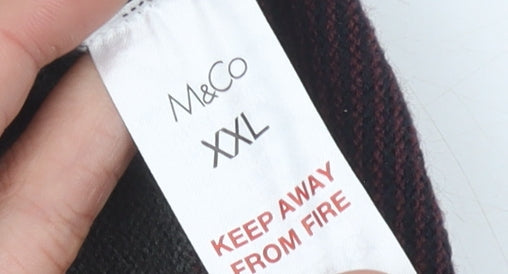 M&Co
XXL
KEEP AWAY
FROM FIRE